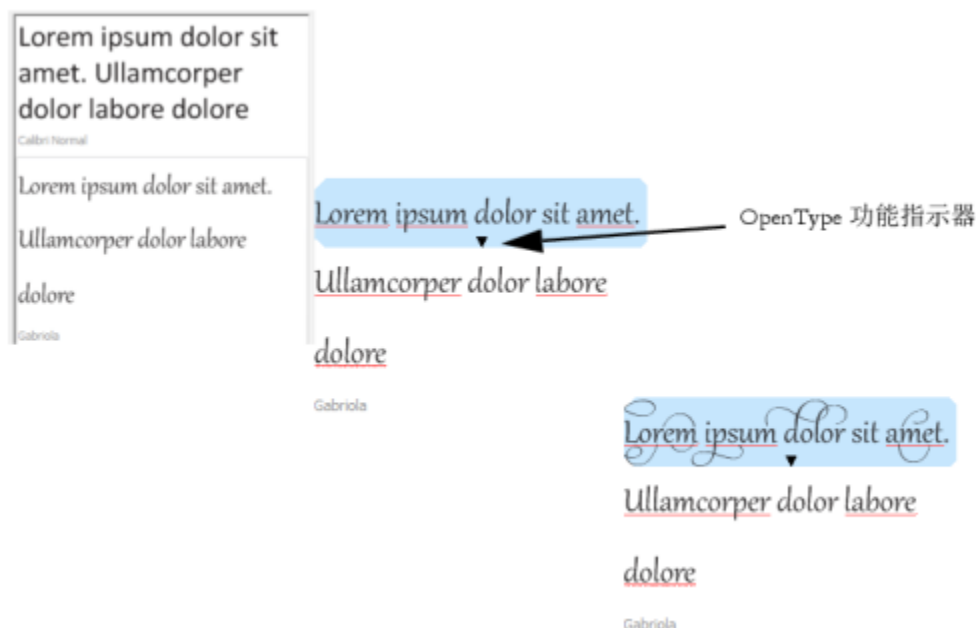 Lorem ipsum dolor sit
amet. Ullamcorper
dolor labore dolore
Calibri Normal
Lorem ipsum dolor sit amet.
Ullamcorper dolor labore
dolore
Gabriola
Lorem ipsum dolor sit amet.
OpenType 功能指示器
Ullamcorper dolor labore
dolore
Gabriola
Lorem ipsum dolor sit amet.
Ullamcorper dolor labore
dolore
Gabriola